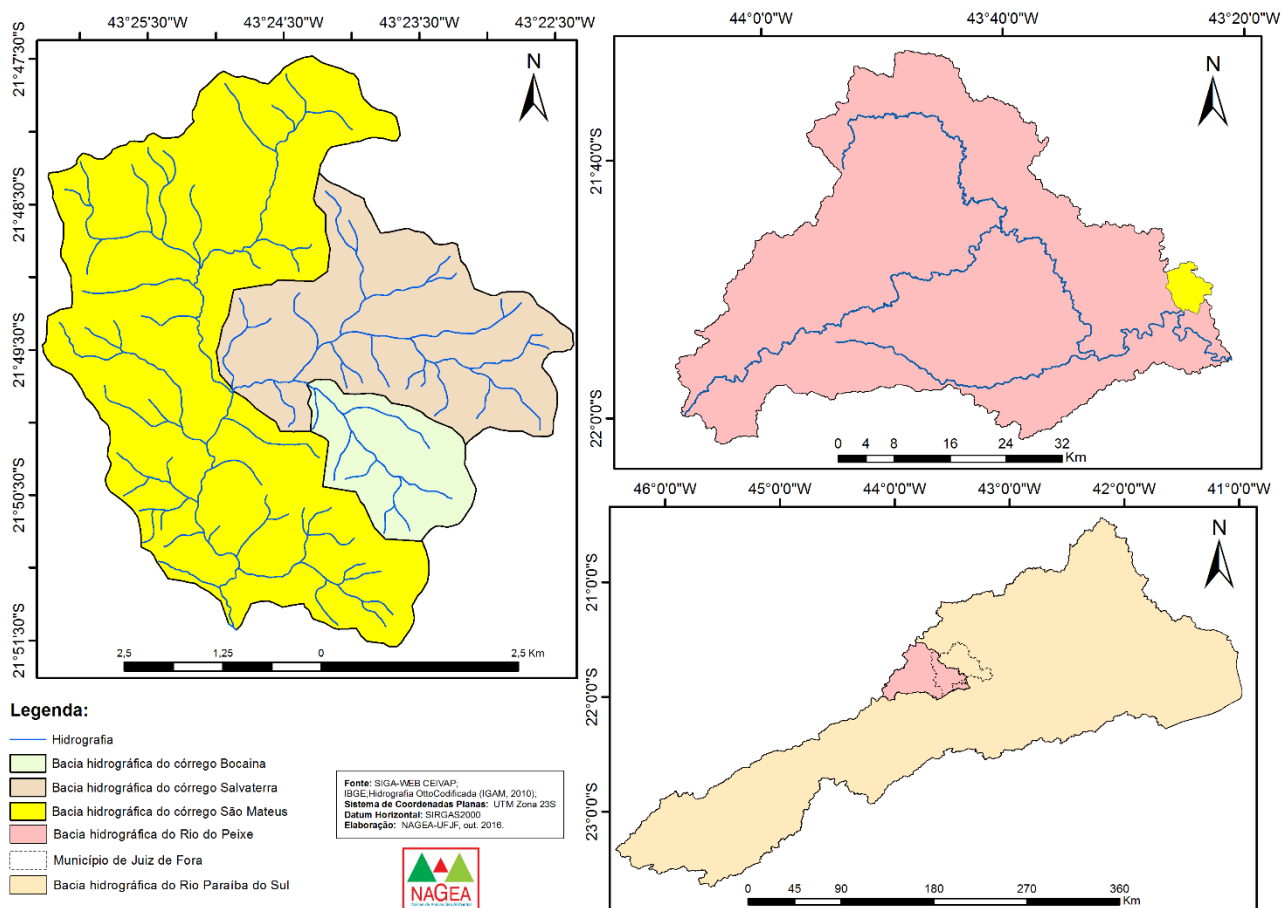 43°25'30"W 43°24'30"W 43°23'30"W 43°22'30"W
21°47'30"S
21°48'30"S
21°49'30"S
21°50'30"S
21°51'30"S
N
2,5 1,25 0 2,5 Km
44°0'0"W 43°40'0"W 43°20'0"W
21°40'0"S
22°0'0"S
N
0 4 8 16 24 32
Km
46°0'0"W 45°0'0"W 44°0'0"W 43°0'0"W 42°0'0"W 41°0'0"W
21°0'0"S
22°0'0"S
23°0'0"S
N
0 45 90 180 270 360
Km
Legenda:
Hidrografia
Bacia hidrográfica do córrego Bocaina
Bacia hidrográfica do córrego Salvaterra
Bacia hidrográfica do córrego São Mateus
Bacia hidrográfica do Rio do Peixe
Município de Juiz de Fora
Bacia hidrográfica do Rio Paraíba do Sul
Fonte: SIGA-WEB CEIVAP;
IBGE;Hidrografia OttoCodificada (IGAM, 2010);
Sistema de Coordenadas Planas: UTM Zona 23S
Datum Horizontal: SIRGAS2000
Elaboração: NAGEA-UFJF, out. 2016.
NAGEA